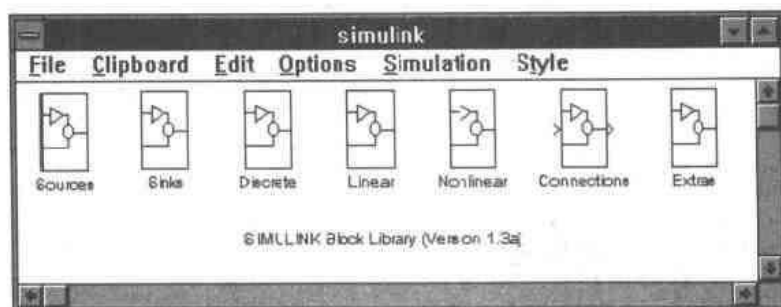 simulink
File Clipboard Edit Options Simulation Style
Sources Sinks Discrete Linear Nonlinear Connections Extras
SIMULINK Block Library (Version 1.3a)